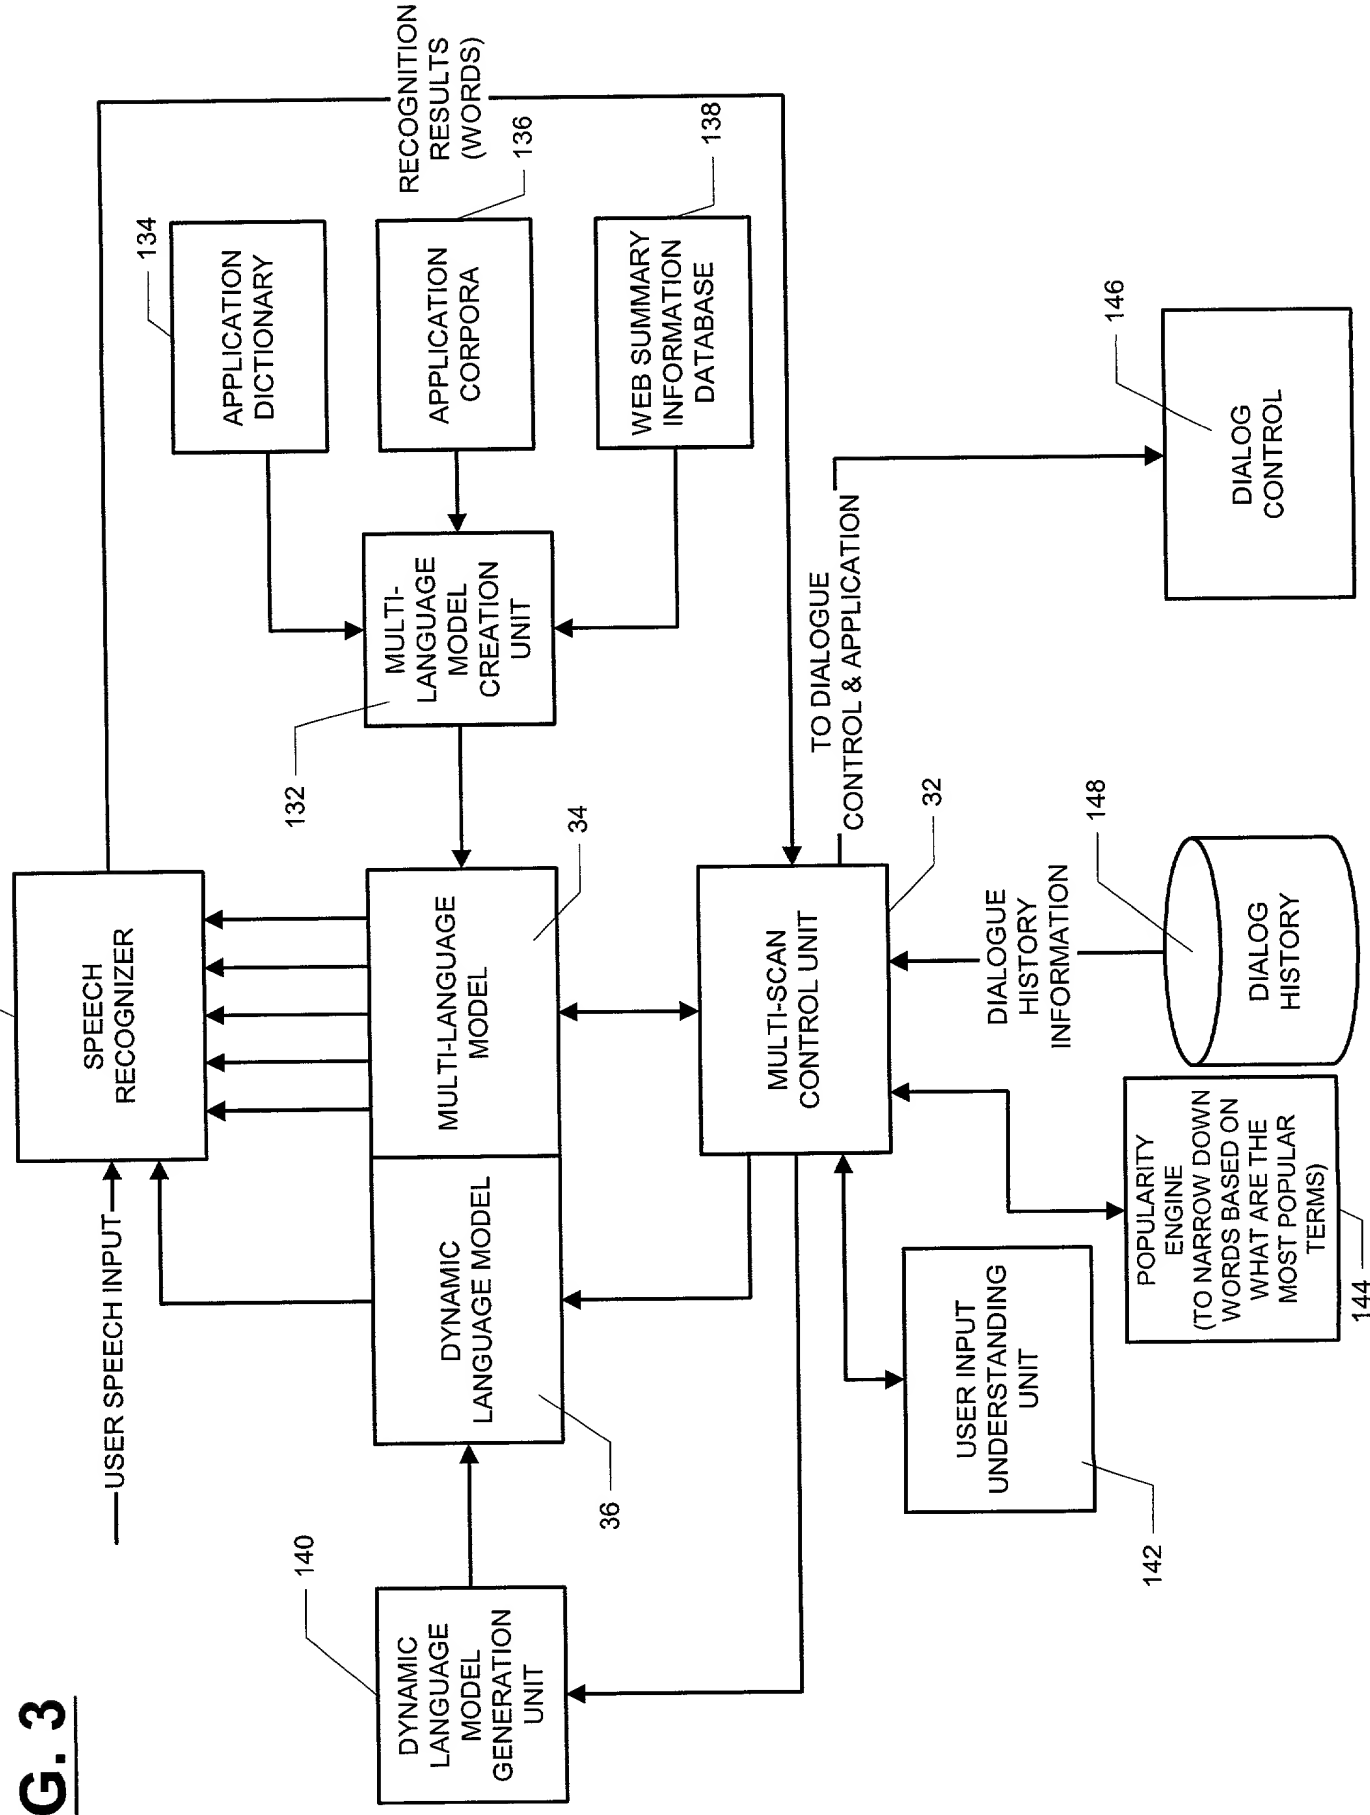 G. 3
USER SPEECH INPUT
SPEECH
RECOGNIZER
RECOGNITION
RESULTS
(WORDS)
134
APPLICATION
DICTIONARY
136
APPLICATION
CORPORA
138
WEB SUMMARY
INFORMATION
DATABASE
132
MULTI-
LANGUAGE
MODEL
CREATION
UNIT
140
DYNAMIC
LANGUAGE
MODEL
GENERATION
UNIT
36
DYNAMIC
LANGUAGE MODEL
34
MULTI-LANGUAGE
MODEL
32
MULTI-SCAN
CONTROL UNIT
TO DIALOGUE
CONTROL & APPLICATION
142
USER INPUT
UNDERSTANDING
UNIT
144
POPULARITY
ENGINE
(TO NARROW DOWN
WORDS BASED ON
WHAT ARE THE
MOST POPULAR
TERMS)
DIALOGUE
HISTORY
INFORMATION
148
DIALOG
HISTORY
146
DIALOG
CONTROL